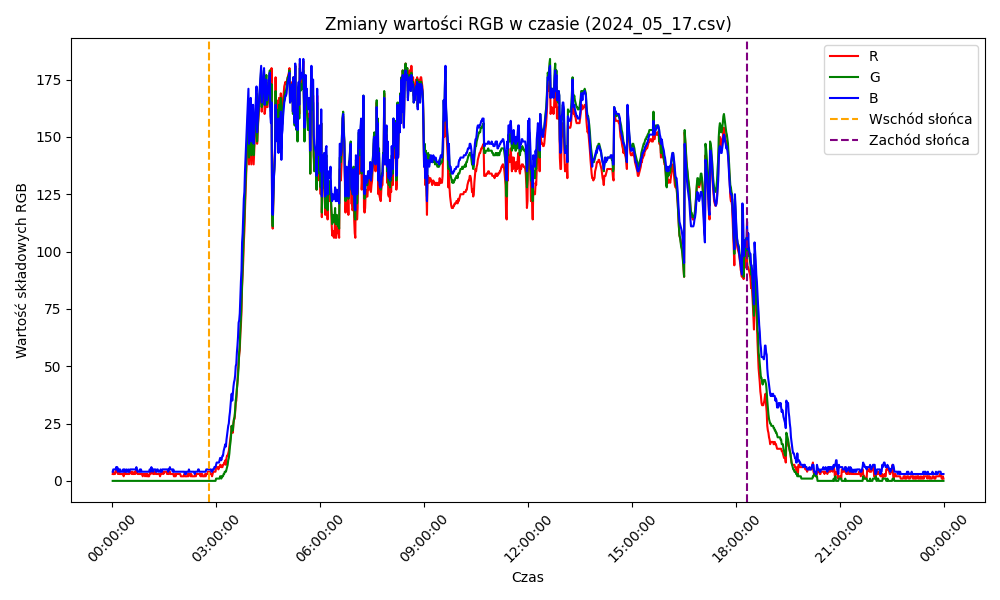 Zmiany wartości RGB w czasie (2024_05_17.csv)
R
G
B
Wschód słońca
Zachód słońca
Wartość składowych RGB
175
150
125
100
75
50
25
0
00:00:00
03:00:00
06:00:00
09:00:00
12:00:00
15:00:00
18:00:00
21:00:00
00:00:00
Czas